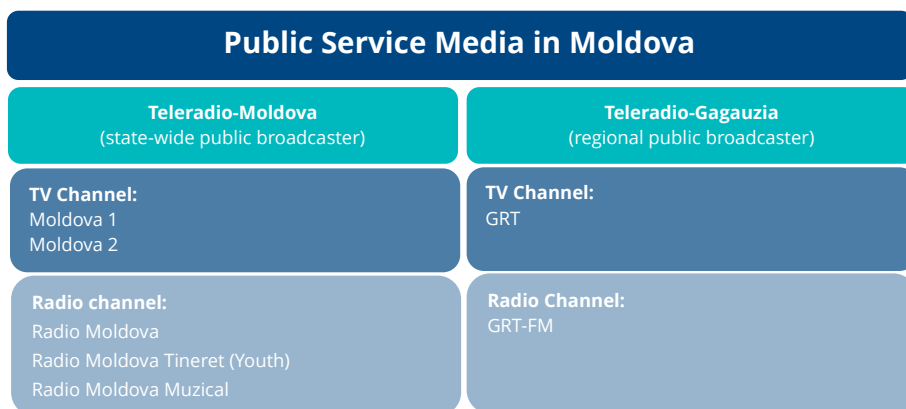 Public Service Media in Moldova
Teleradio-Moldova
(state-wide public broadcaster)
Teleradio-Gagauzia
(regional public broadcaster)
TV Channel:
Moldova 1
Moldova 2
TV Channel:
GRT
Radio channel:
Radio Moldova
Radio Moldova Tineret (Youth)
Radio Moldova Muzical
Radio Channel:
GRT-FM